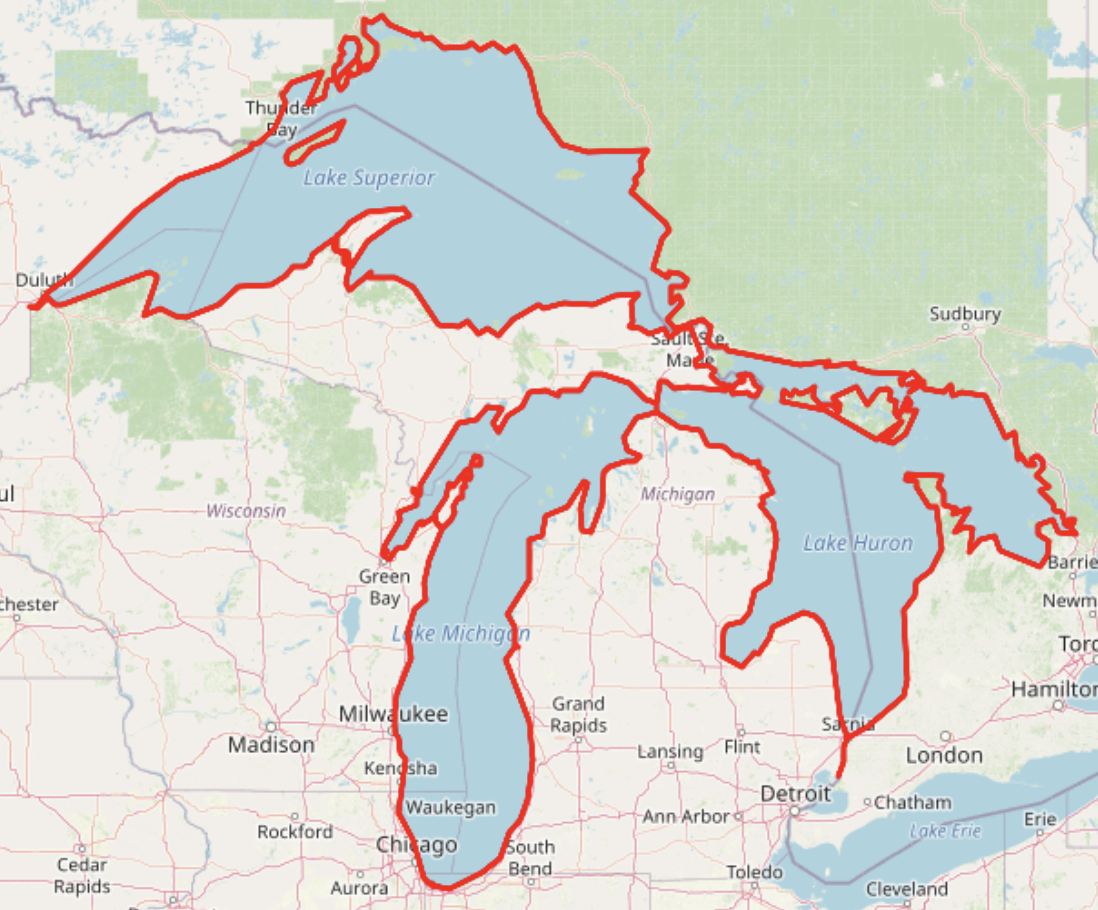 Thunder
Bay
Lake Superior
Duluth
Sudbury
Sault Ste.
Marie
ul
Michigan
Wisconsin
Lake Huron
Barrie
Green
Bay
chester
Newm
Lake Michigan
Toro
Hamilton
Grand
Rapids
Milwaukee
Sarnia
Madison
Lansing
Flint
London
Kenosha
Detroit
Chatham
Waukegan
Ann Arbor
Erie
Rockford
Lake Erie
Chicago
South
Bend
Cedar
Rapids
Toledo
Aurora
Cleveland